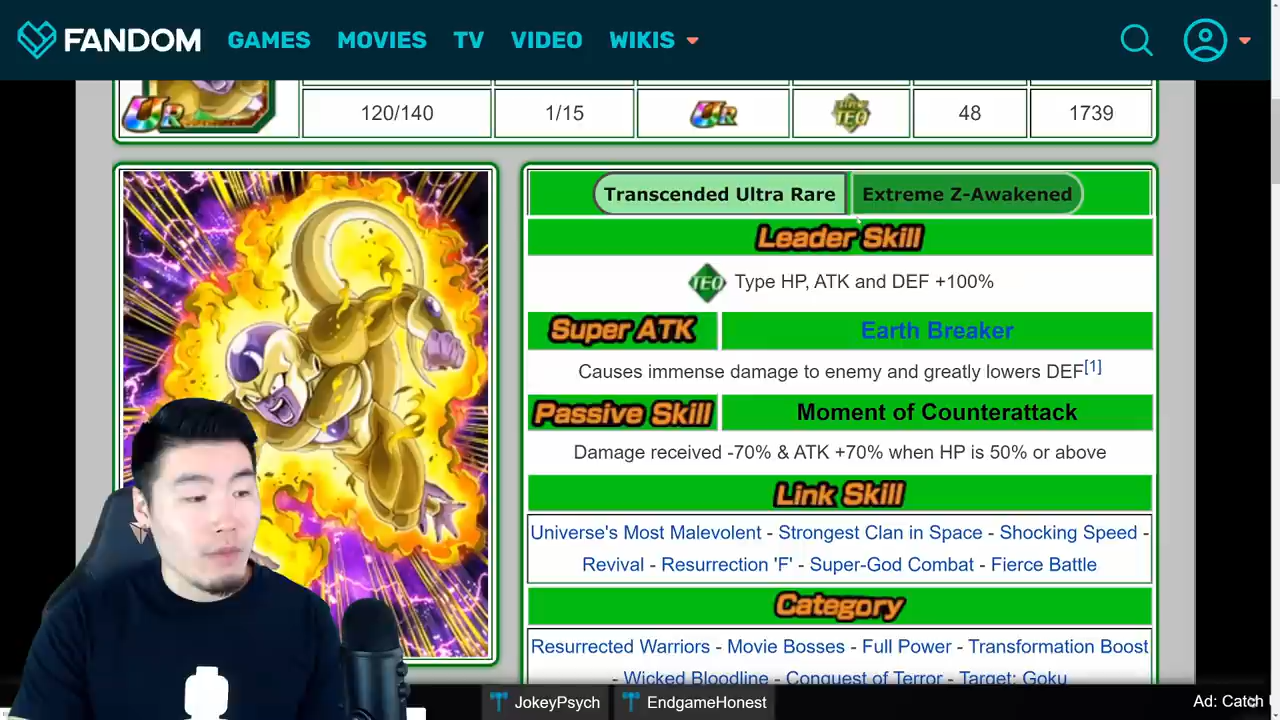 FANDOM GAMES MOVIES TV VIDEO WIKIS
UR 120/140 1/15 UR TEQ 48 1739
Transcended Ultra Rare Extreme Z-Awakened
Leader Skill
TEQ Type HP, ATK and DEF +100%
Super ATK Earth Breaker
Causes immense damage to enemy and greatly lowers DEF[1]
Passive Skill Moment of Counterattack
Damage received -70% & ATK +70% when HP is 50% or above
Link Skill
Universe's Most Malevolent - Strongest Clan in Space - Shocking Speed -
Revival - Resurrection 'F' - Super-God Combat - Fierce Battle
Category
Resurrected Warriors - Movie Bosses - Full Power - Transformation Boost
- Wicked Bloodline - Conquest of Terror - Target: Goku
JokeyPsych EndgameHonest Ad: Catch